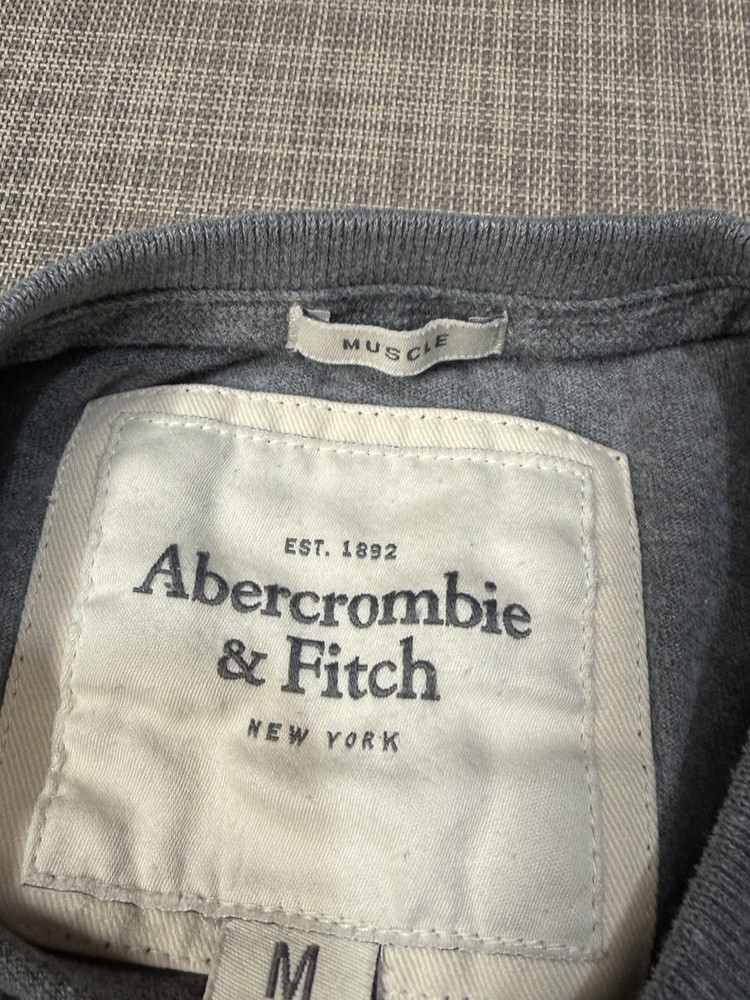 MUSCLE
EST. 1892
Abercrombie
& Fitch
NEW YORK
M